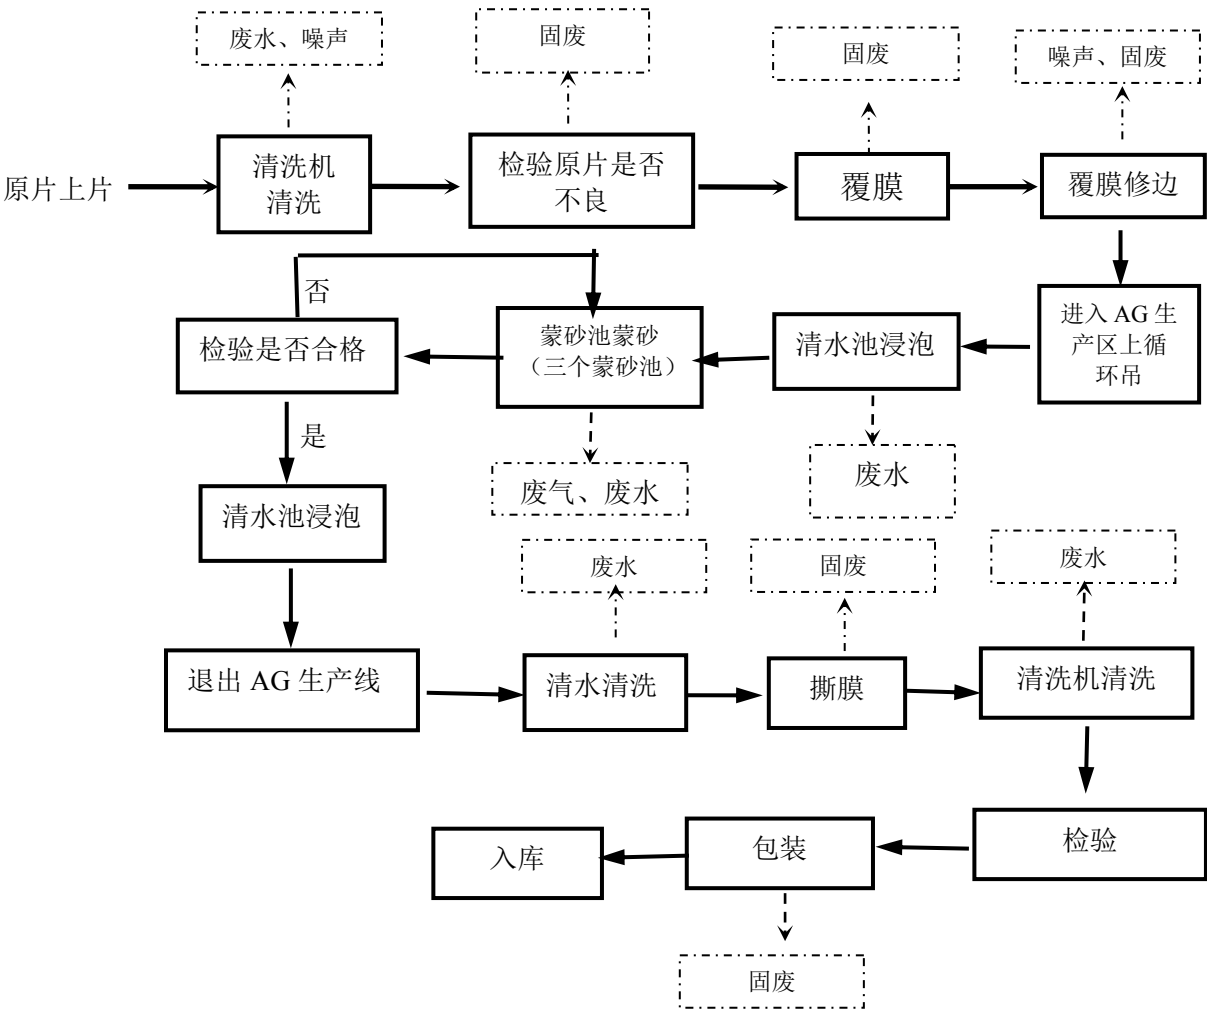 废水、噪声
固废
固废
噪声、固废
原片上片
清洗机
清洗
检验原片是否
不良
覆膜
覆膜修边
否
检验是否合格
蒙砂池蒙砂
（三个蒙砂池）
清水池浸泡
进入 AG 生
产区上循
环吊
是
废气、废水
废水
清水池浸泡
废水
固废
废水
退出 AG 生产线
清水清洗
撕膜
清洗机清洗
入库
包装
检验
固废